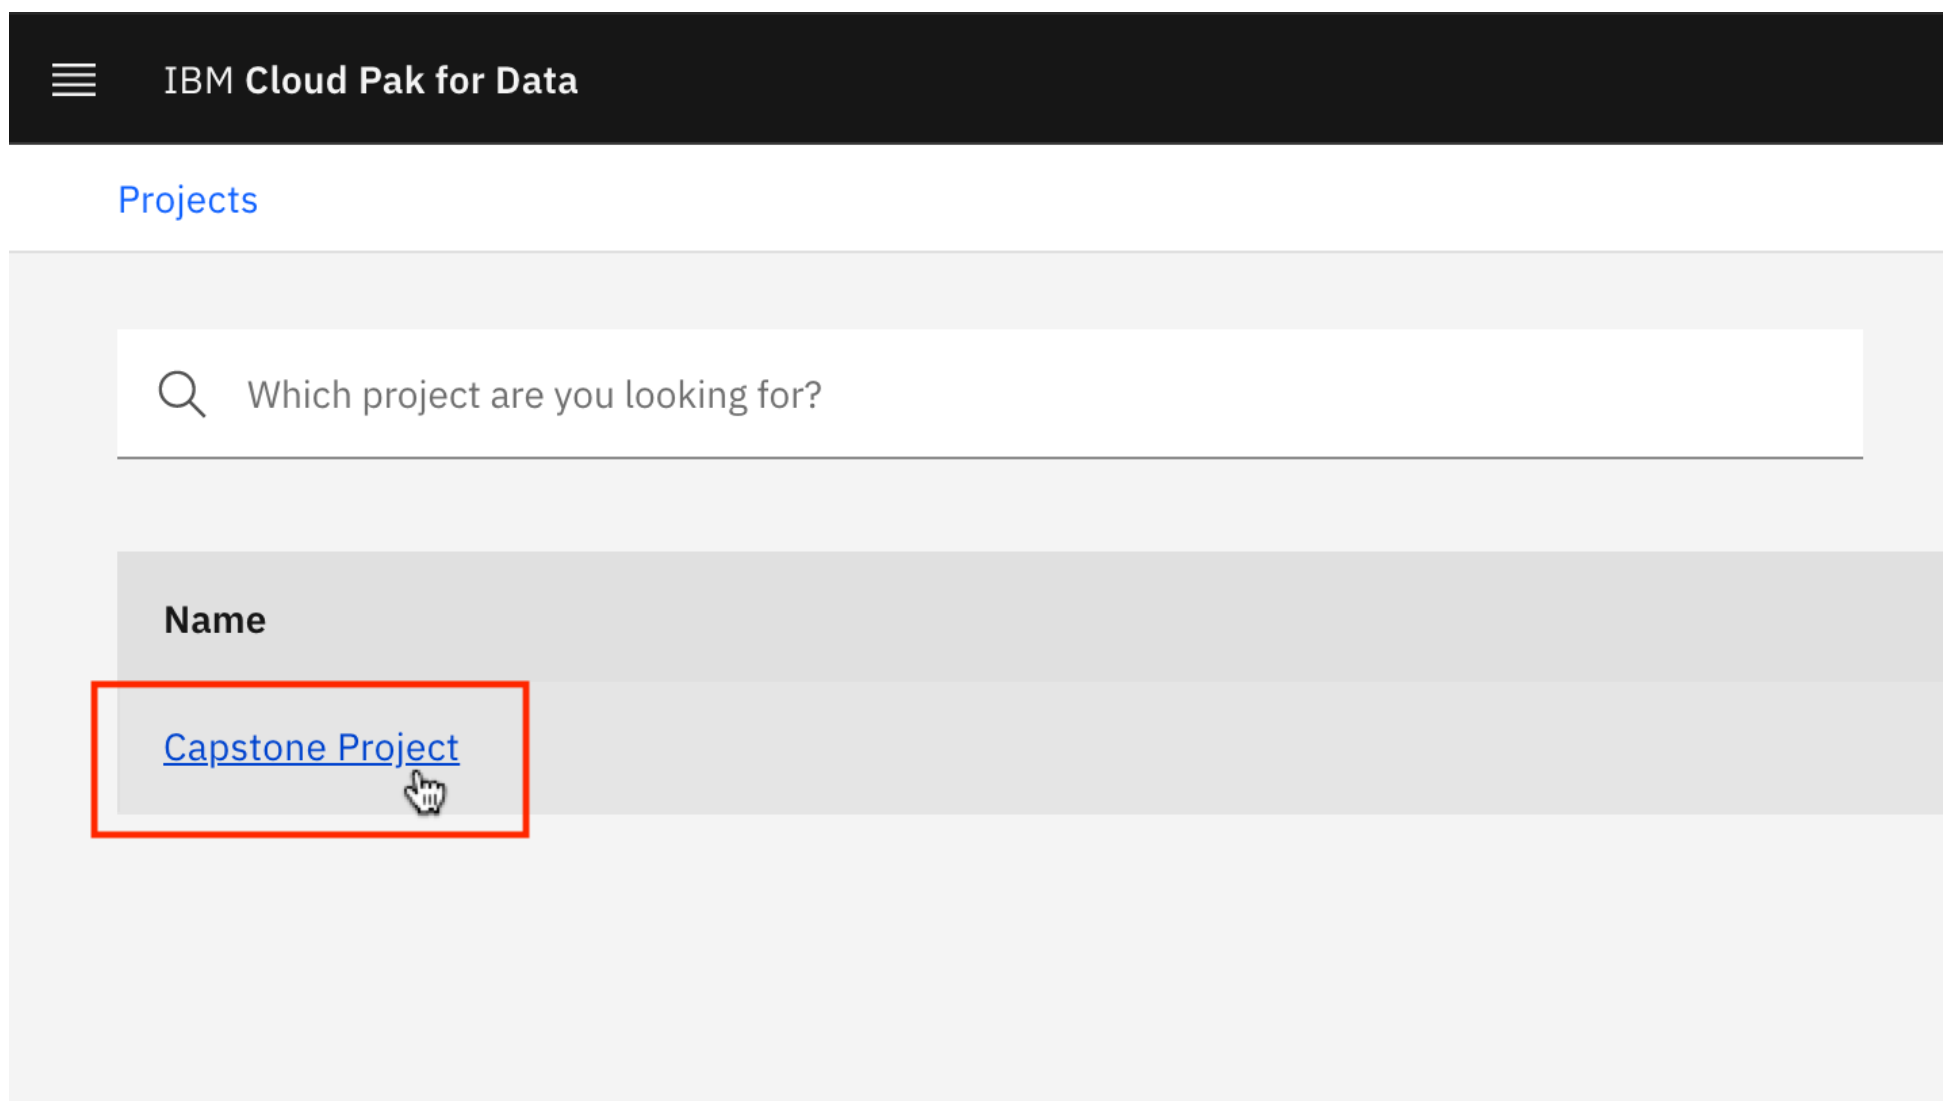 IBM Cloud Pak for Data
Projects
Which project are you looking for?
Name
Capstone Project